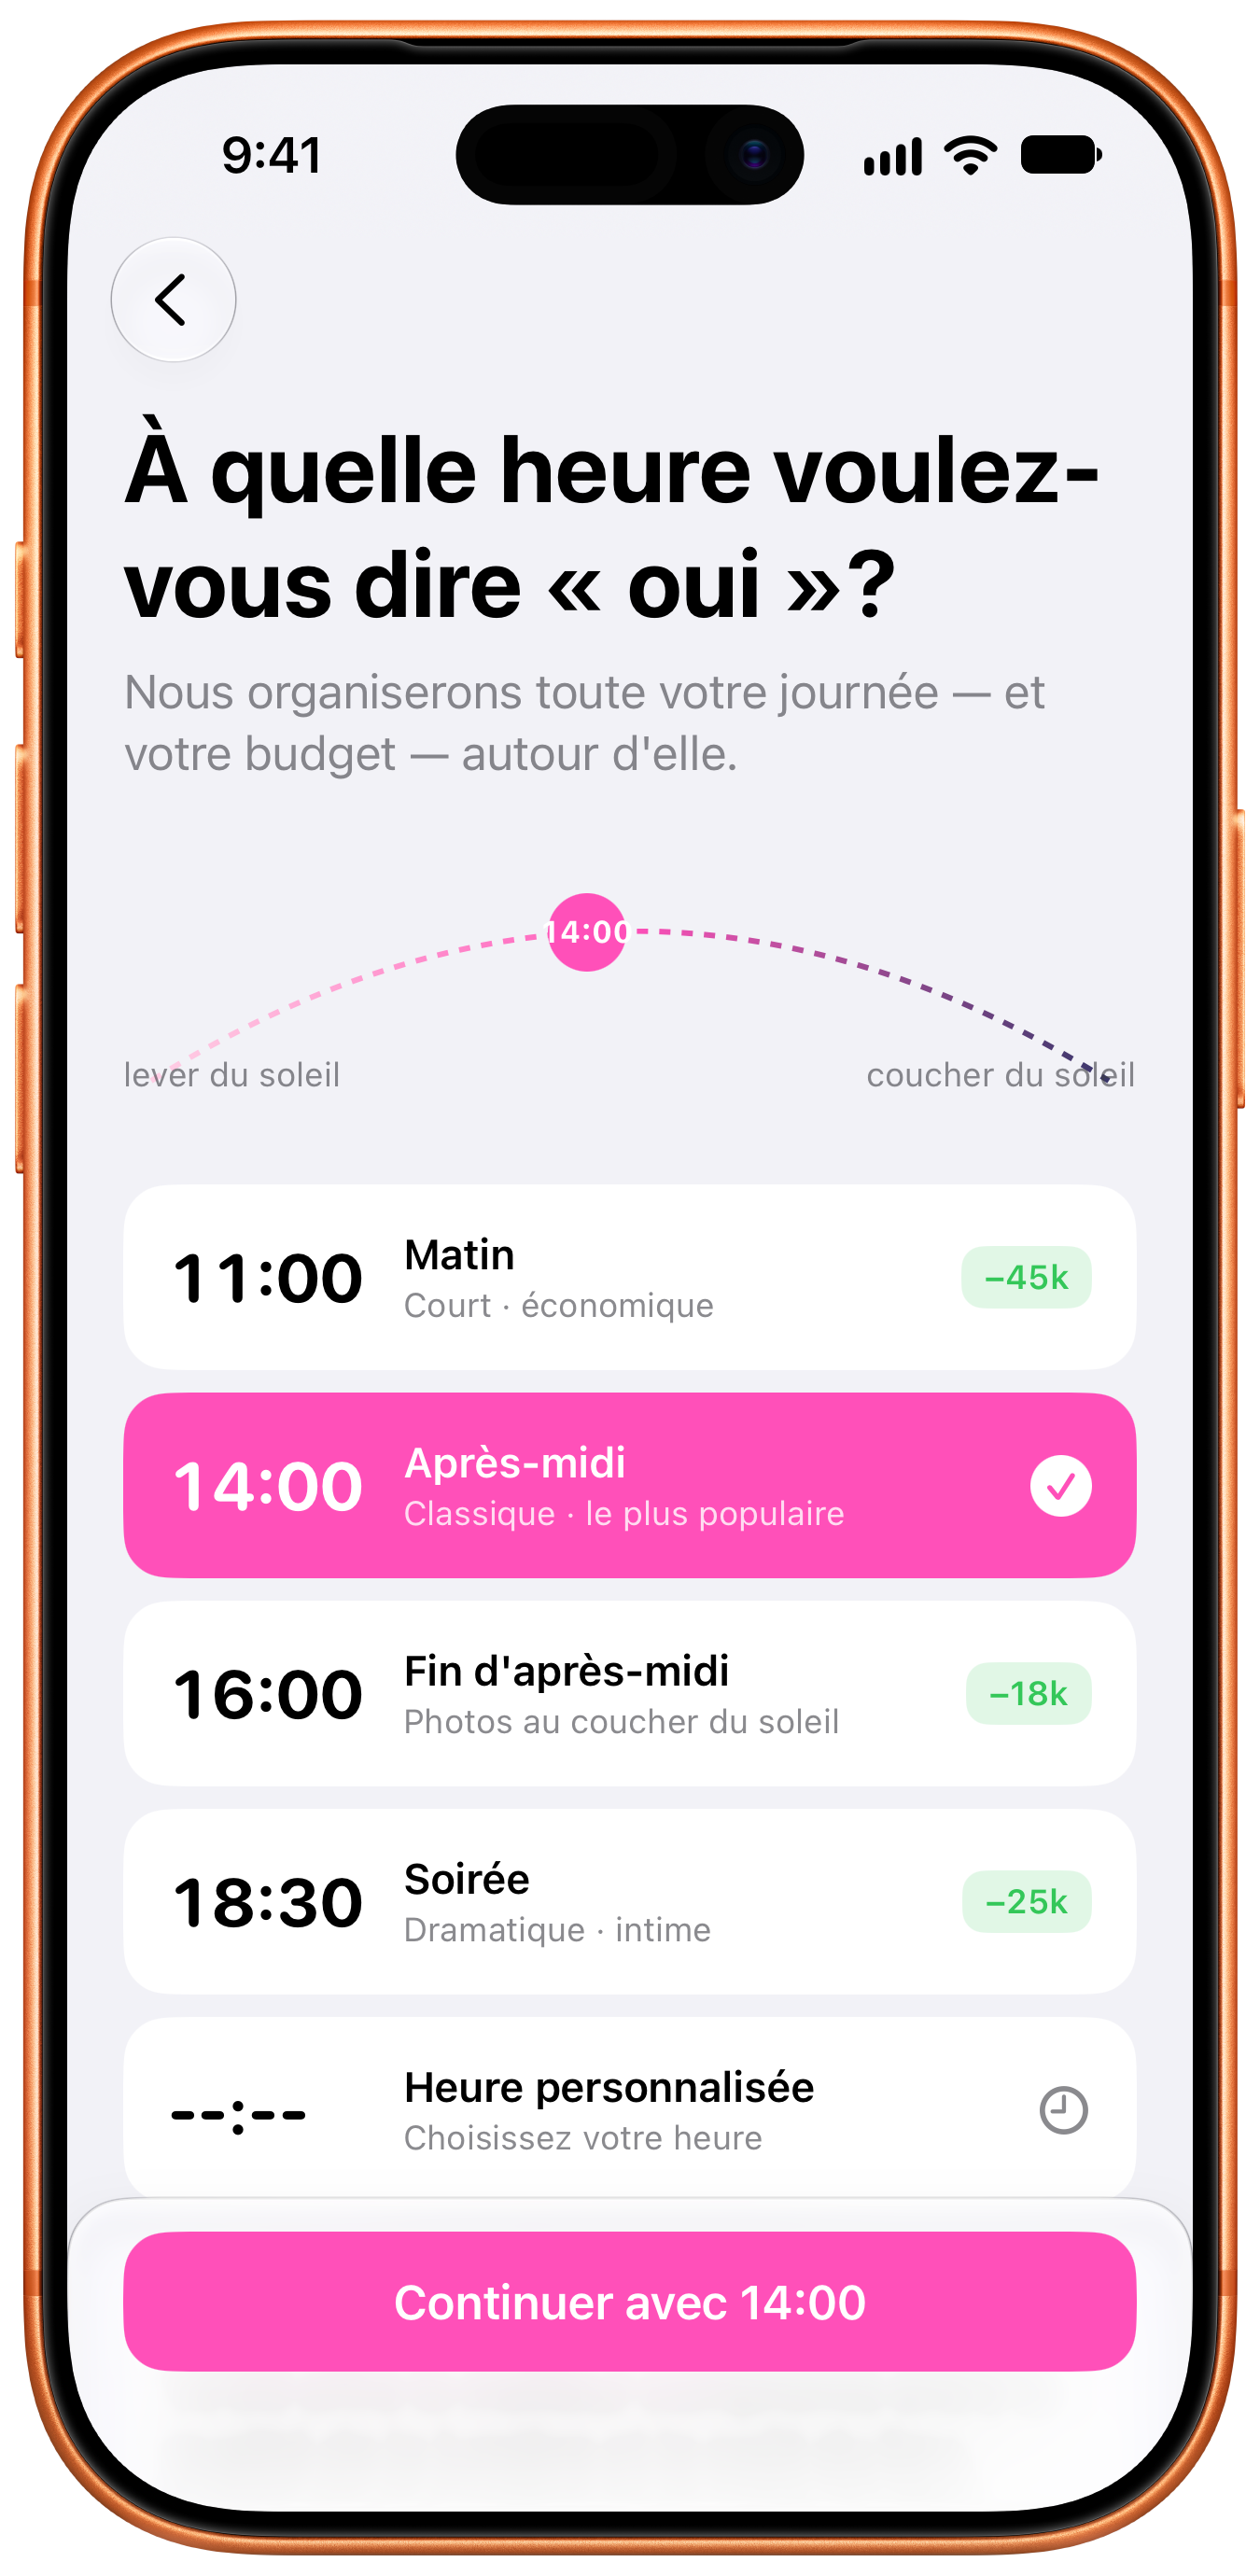 9:41
À quelle heure voulez-
vous dire « oui »?
Nous organiserons toute votre journée — et
votre budget — autour d'elle.
14:00
lever du soleil
coucher du soleil
11:00
Matin
Court · économique
–45k
14:00
Après-midi
Classique · le plus populaire
16:00
Fin d'après-midi
Photos au coucher du soleil
–18k
18:30
Soirée
Dramatique · intime
–25k
--:--
Heure personnalisée
Choisissez votre heure
Continuer avec 14:00